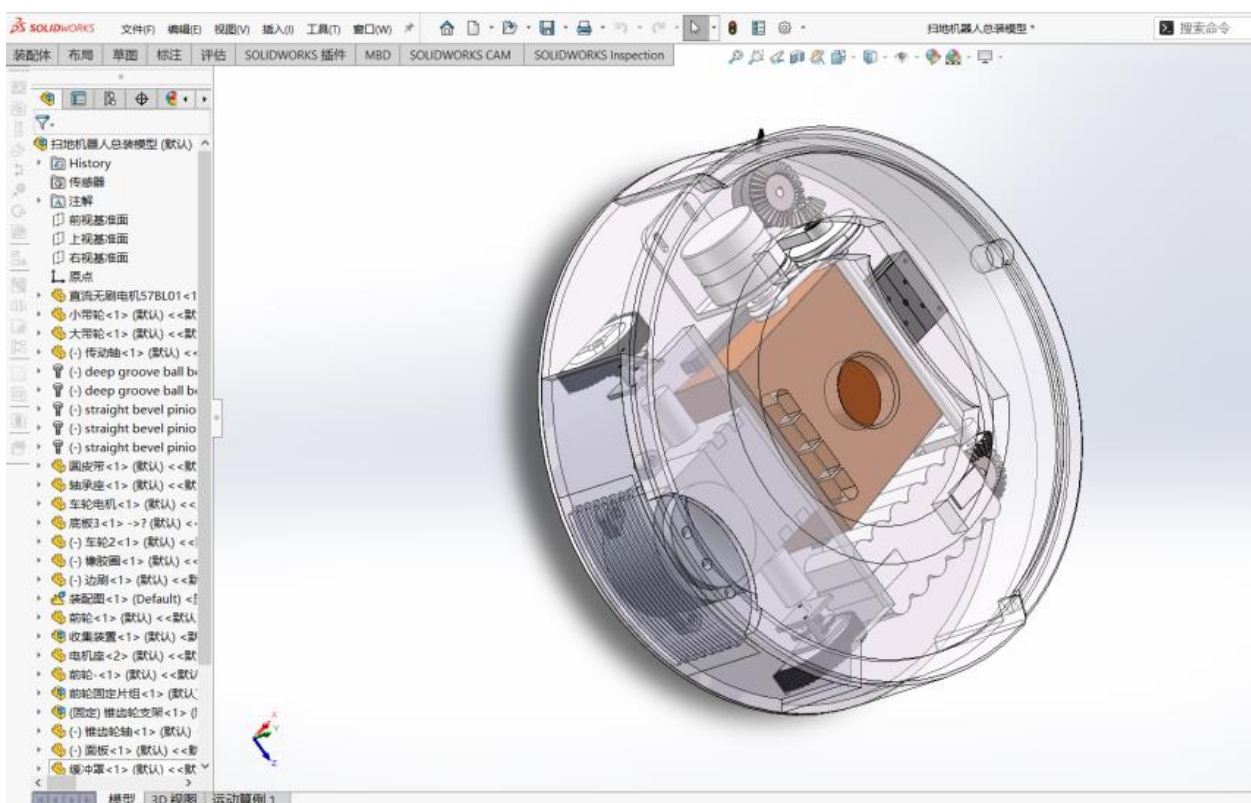 SOLIDWORKS 文件(F) 编辑(E) 视图(V) 插入(I) 工具(T) 窗口(W) 扫地机器人总装模型 * 搜索命令
装配体 布局 草图 标注 评估 SOLIDWORKS 插件 MBD SOLIDWORKS CAM SOLIDWORKS Inspection
扫地机器人总装模型 (默认)
History
传感器
注解
前视基准面
上视基准面
右视基准面
原点
直流无刷电机57BL01<1
小带轮<1> (默认) <<默
大带轮<1> (默认) <<默
(-) 传动轴<1> (默认) <<
(-) deep groove ball b
(-) deep groove ball b
(-) straight bevel pinio
(-) straight bevel pinio
(-) straight bevel pinio
圆皮带<1> (默认) <<默
轴承座<1> (默认) <<默
车轮电机<1> (默认) <<
底板3<1> ->? (默认) <
(-) 车轮2<1> (默认) <<
(-) 橡胶圈<1> (默认) <<
(-) 边刷<1> (默认) <<
装配图<1> (Default) <
前轮<1> (默认) <<默认
收集装置<1> (默认) <
电机座<2> (默认) <<默
前轮-<1> (默认) <<默认
前轮固定片组<1> (默认)
(固定) 锥齿轮支架<1> (
(-) 锥齿轮轴<1> (默认)
(-) 面板<1> (默认) <<
缓冲罩<1> (默认) <<默
X
Y
Z
模型 3D 视图 运动算例 1